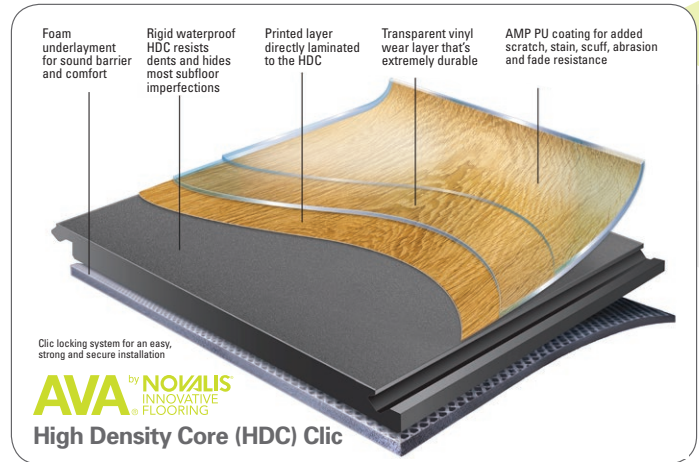 Foam
underlayment
for sound barrier
and comfort
Rigid waterproof
HDC resists
dents and hides
most subfloor
imperfections
Printed layer
directly laminated
to the HDC
Transparent vinyl
wear layer that's
extremely durable
AMP PU coating for added
scratch, stain, scuff, abrasion
and fade resistance
Clic locking system for an easy,
strong and secure installation
AVA® by NOVALIS™
INNOVATIVE
FLOORING
High Density Core (HDC) Clic